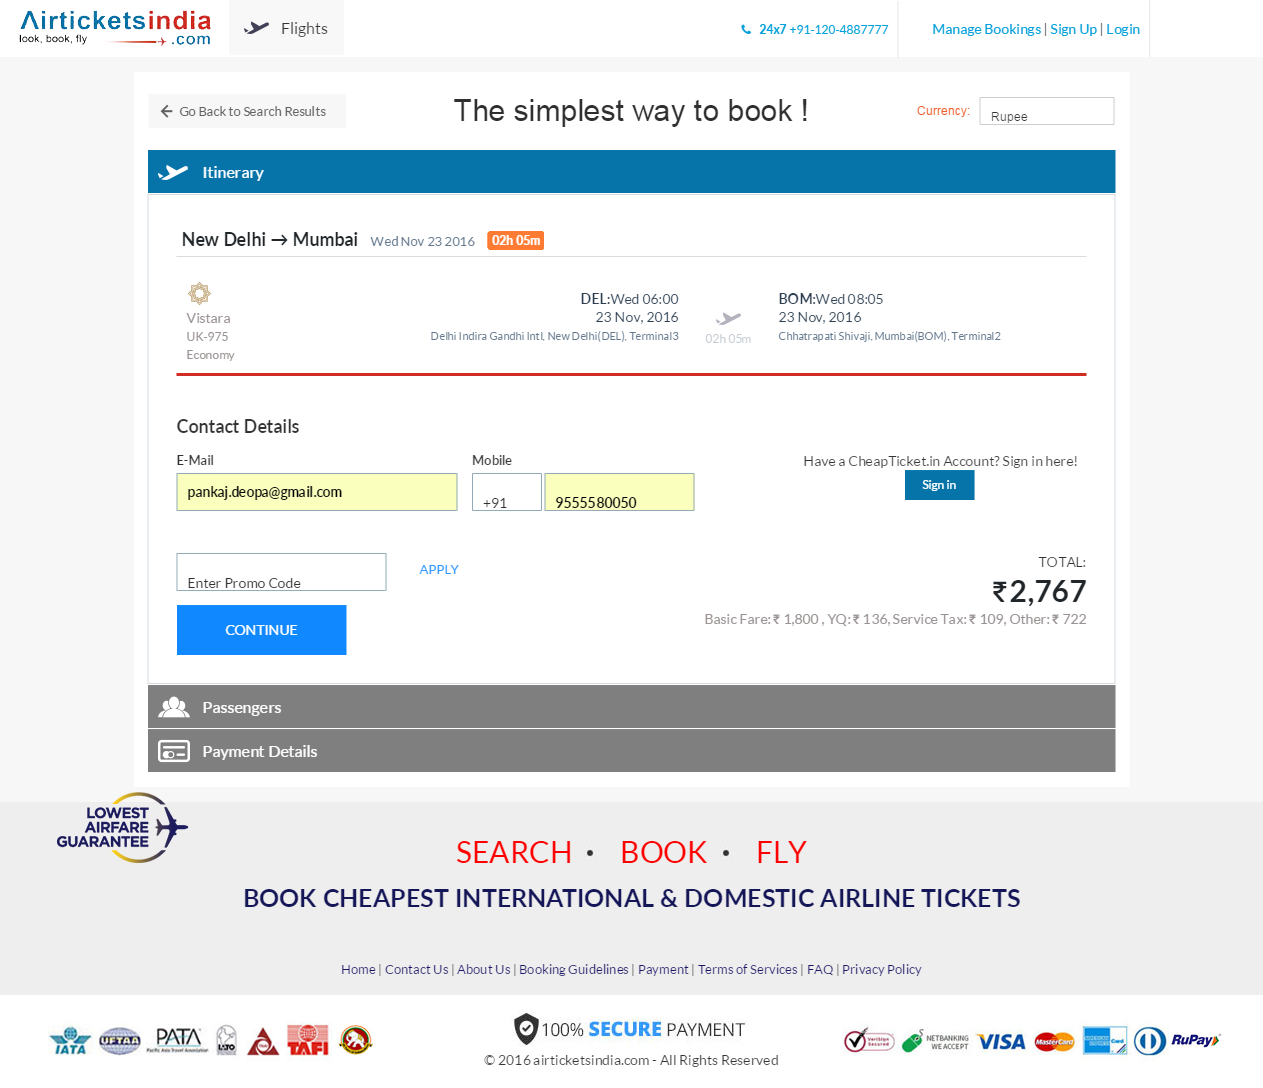 Airticketsindia
look, book, fly
.com
Flights
24x7 +91-120-4887777
Manage Bookings | Sign Up | Login
Go Back to Search Results
The simplest way to book !
Currency:
Rupee
Itinerary
New Delhi → Mumbai Wed Nov 23 2016 02h 05m
Vistara
UK-975
Economy
DEL:Wed 06:00
23 Nov, 2016
Delhi Indira Gandhi Intl, New Delhi(DEL), Terminal3
02h 05m
BOM:Wed 08:05
23 Nov, 2016
Chhatrapati Shivaji, Mumbai(BOM), Terminal2
Contact Details
E-Mail
pankaj.deopa@gmail.com
Mobile
+91
9555580050
Have a CheapTicket.in Account? Sign in here!
Sign in
Enter Promo Code
APPLY
CONTINUE
TOTAL:
₹2,767
Basic Fare: ₹ 1,800 , YQ: ₹ 136, Service Tax: ₹ 109, Other: ₹ 722
Passengers
Payment Details
LOWEST
AIRFARE
GUARANTEE
SEARCH • BOOK • FLY
BOOK CHEAPEST INTERNATIONAL & DOMESTIC AIRLINE TICKETS
Home | Contact Us | About Us | Booking Guidelines | Payment | Terms of Services | FAQ | Privacy Policy
IATA
UFTAA
PATA
Pacific Asia Travel Association
IATO
TAFI
100% SECURE PAYMENT
© 2016 airticketsindia.com - All Rights Reserved
VeriSign
Secured
NETBANKING
WE ACCEPT
VISA
MasterCard
RuPay